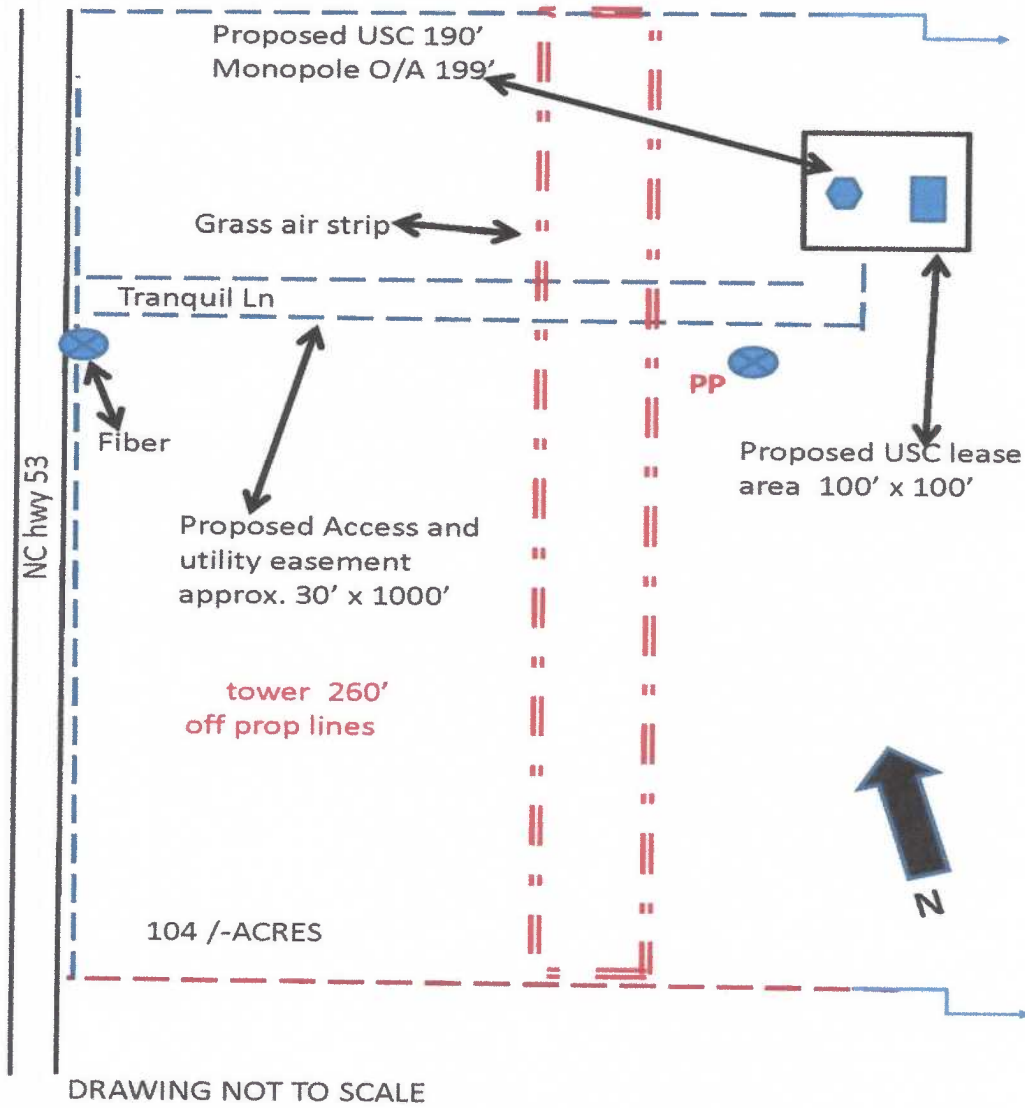 Proposed USC 190'
Monopole O/A 199'
Grass air strip
Tranquil Ln
PP
Fiber
NC hwy 53
Proposed USC lease
area 100' x 100'
Proposed Access and
utility easement
approx. 30' x 1000'
tower 260'
off prop lines
N
104 /-ACRES
DRAWING NOT TO SCALE